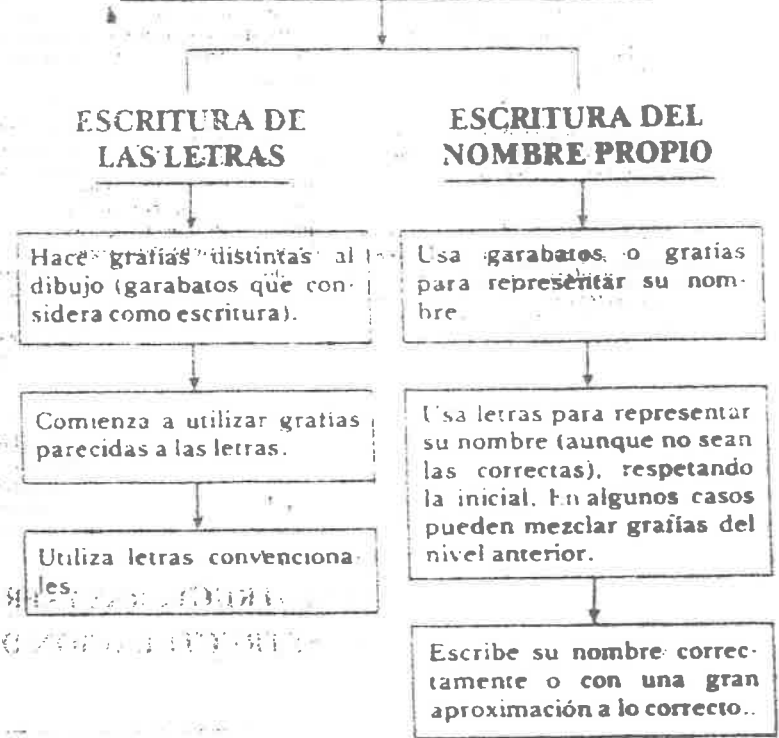 ESCRITURA DE
LAS LETRAS
Hace grafías distintas al
dibujo (garabatos que con-
sidera como escritura).
Comienza a utilizar grafías
parecidas a las letras.
Utiliza letras convenciona-
les.
ESCRITURA DEL
NOMBRE PROPIO
Usa garabatos o grafías
para representar su nom-
bre.
Usa letras para representar
su nombre (aunque no sean
las correctas), respetando
la inicial. En algunos casos
pueden mezclar grafías del
nivel anterior.
Escribe su nombre correc-
tamente o con una gran
aproximación a lo correcto..